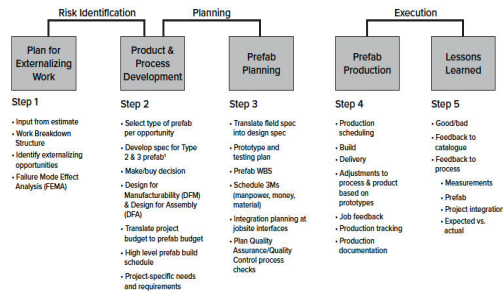 Risk Identification
Planning
Execution
Plan for
Externalizing
Work
Product &
Process
Development
Prefab
Planning
Prefab
Production
Lessons
Learned
Step 1
• Input from estimate
• Work Breakdown
Structure
• Identify externalizing
opportunities
• Failure Mode Effect
Analysis (FEMA)
Step 2
• Select type of prefab
per opportunity
• Develop spec for Type
2 & 3 prefab¹
• Make/buy decision
• Design for
Manufacturability (DFM)
& Design for Assembly
(DFA)
• Translate project
budget to prefab budget
• High level prefab build
schedule
• Project-specific needs
and requirements
Step 3
• Translate field spec
into design spec
• Prototype and
testing plan
• Prefab WBS
• Schedule 3Ms
(manpower, money,
material)
• Integration planning at
jobsite interfaces
• Plan Quality
Assurance/Quality
Control process
checks
Step 4
• Production
scheduling
• Build
• Delivery
• Adjustments to
process & product
based on
prototypes
• Job feedback
• Production tracking
• Production
documentation
Step 5
• Good/bad
• Feedback to
catalogue
• Feedback to
process
• Measurements
• Prefab
• Project integration
• Expected vs.
actual